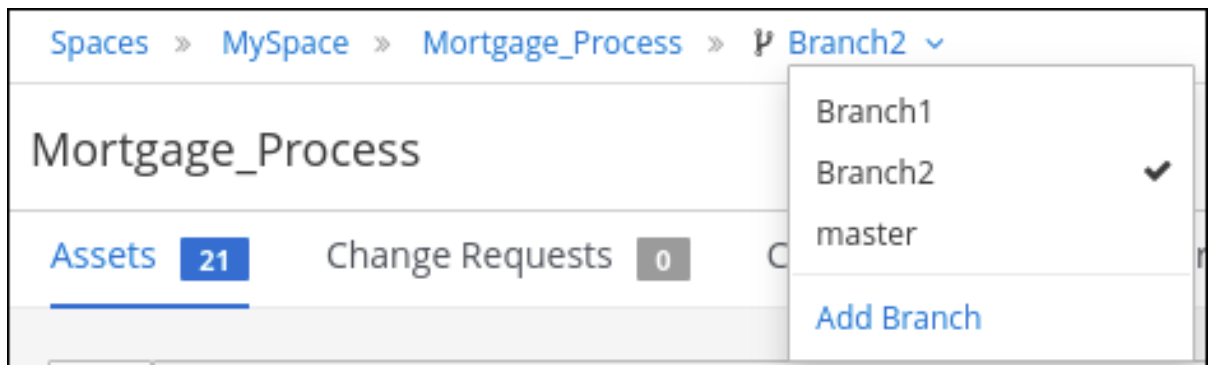 Spaces » MySpace » Mortgage_Process » Branch2
Branch1
Mortgage_Process
Branch2
master
Assets 21 Change Requests 0
Add Branch